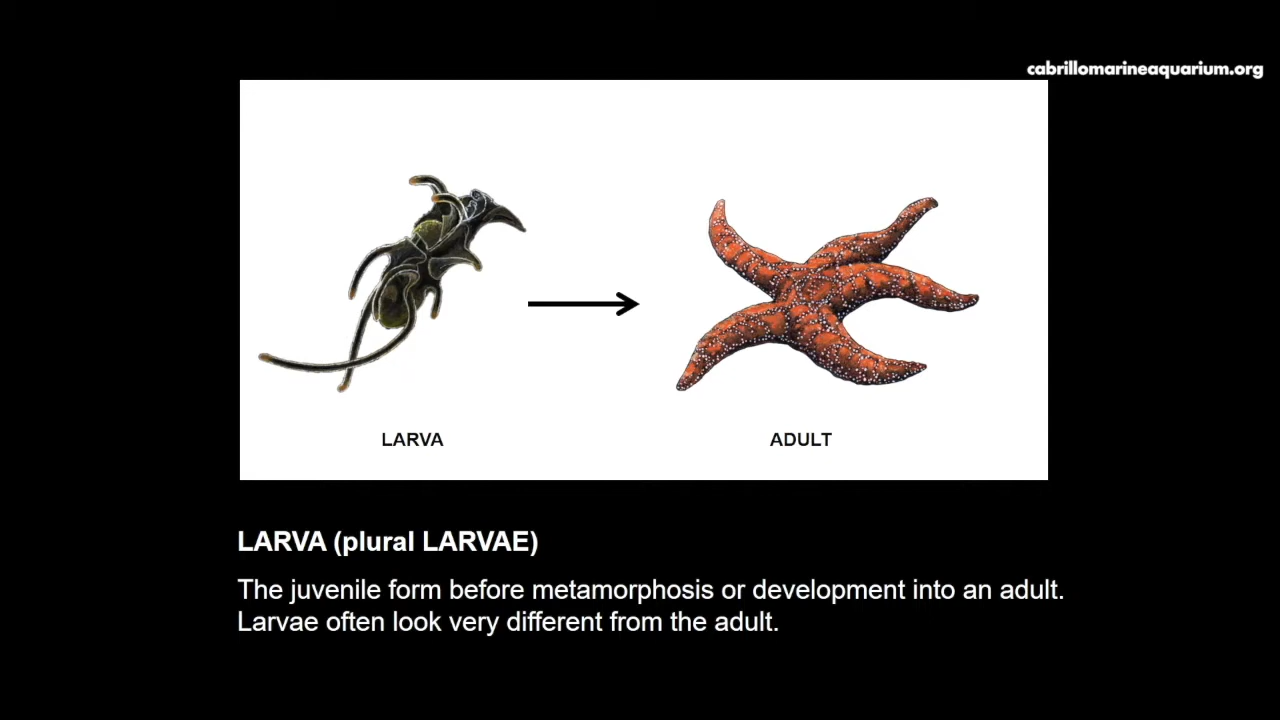 cabrillomarineaquarium.org
LARVA
ADULT
LARVA (plural LARVAE)
The juvenile form before metamorphosis or development into an adult.
Larvae often look very different from the adult.